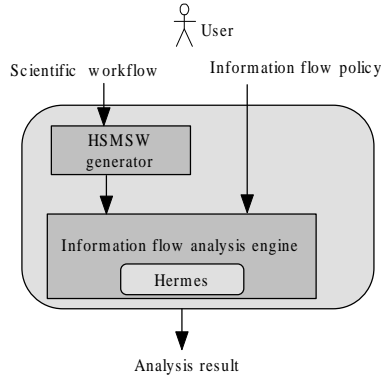 User
Scientific workflow
Information flow policy
HSMSW
generator
Information flow analysis engine
Hermes
Analysis result